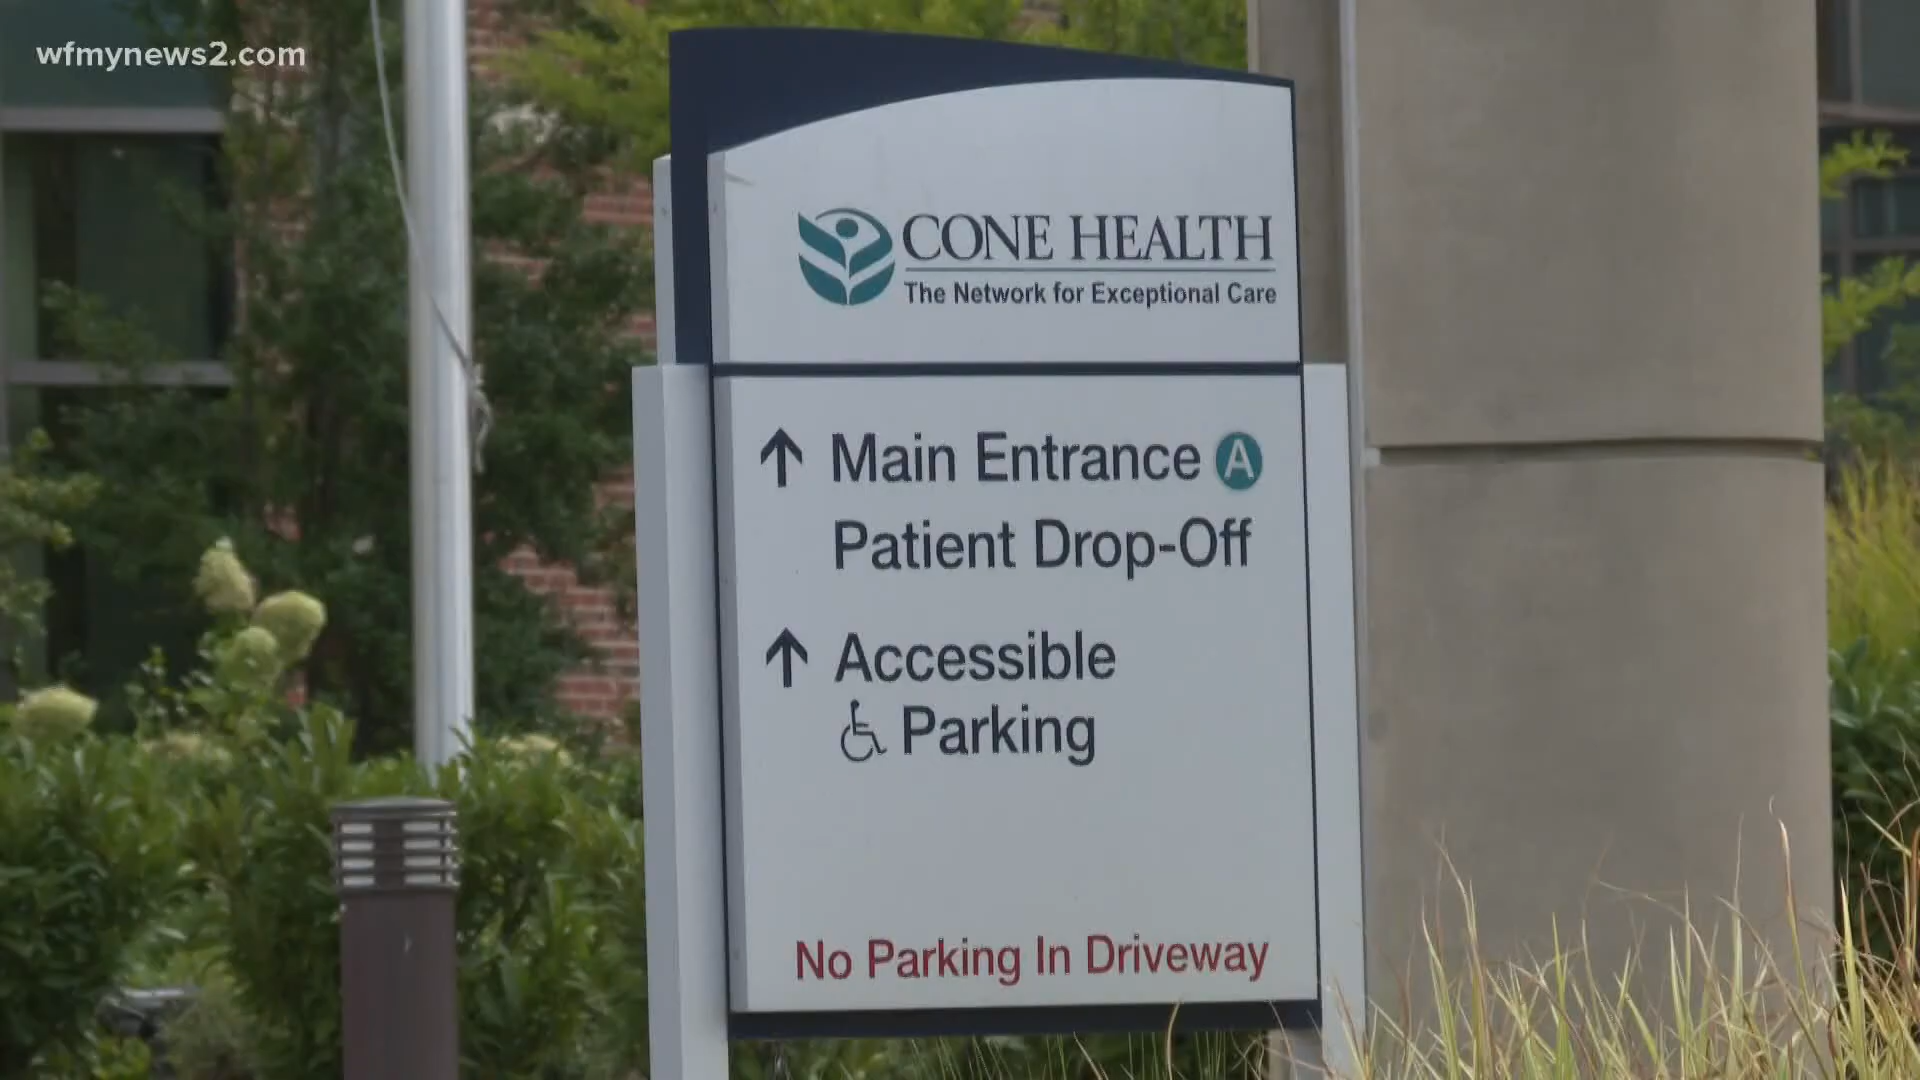 wfmynews2.com
CONE HEALTH
The Network for Exceptional Care
Main Entrance A
Patient Drop-Off
Accessible
Parking
No Parking In Driveway